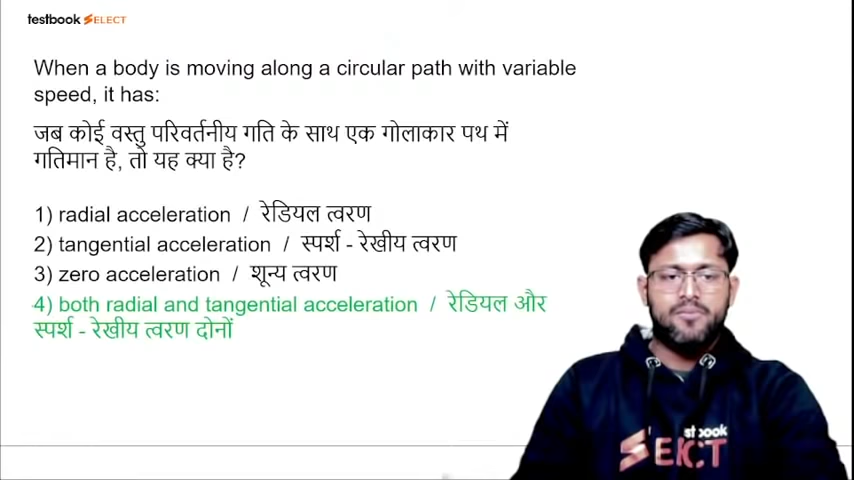 testbook SELECT
When a body is moving along a circular path with variable
speed, it has:
जब कोई वस्तु परिवर्तनीय गति के साथ एक गोलाकार पथ में
गतिमान है, तो यह क्या है?
1) radial acceleration / रेडियल त्वरण
2) tangential acceleration / स्पर्श - रेखीय त्वरण
3) zero acceleration / शून्य त्वरण
4) both radial and tangential acceleration / रेडियल और
स्पर्श - रेखीय त्वरण दोनों